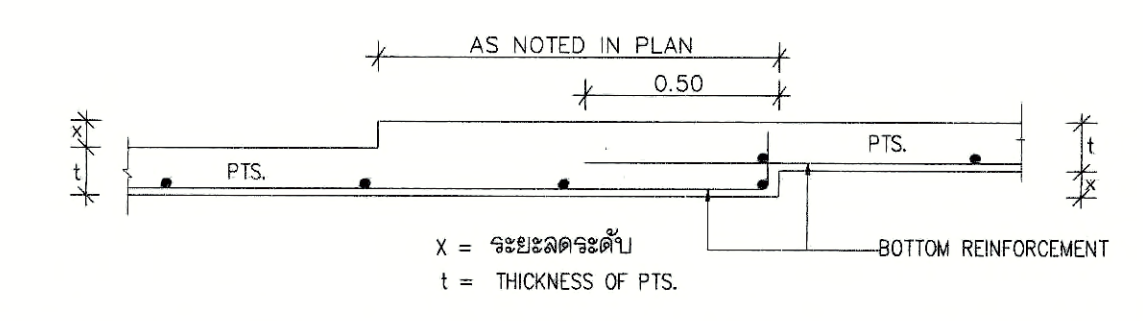 AS NOTED IN PLAN
0.50
x
t
PTS.
PTS.
t
x
X = ระยะลดระดับ
BOTTOM REINFORCEMENT
t = THICKNESS OF PTS.